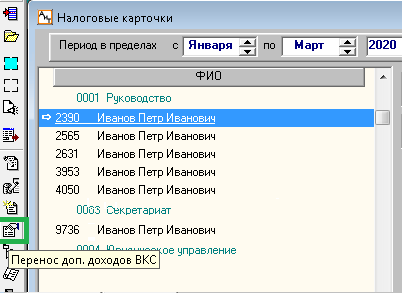 Налоговые карточки
Период в пределах с Января по Март 2020
ФИО
0001 Руководство
2390 Иванов Петр Иванович
2565 Иванов Петр Иванович
2631 Иванов Петр Иванович
3953 Иванов Петр Иванович
4050 Иванов Петр Иванович
0003 Секретариат
9736 Иванов Петр Иванович
0004 Юридическое управление
Перенос доп. доходов ВКС